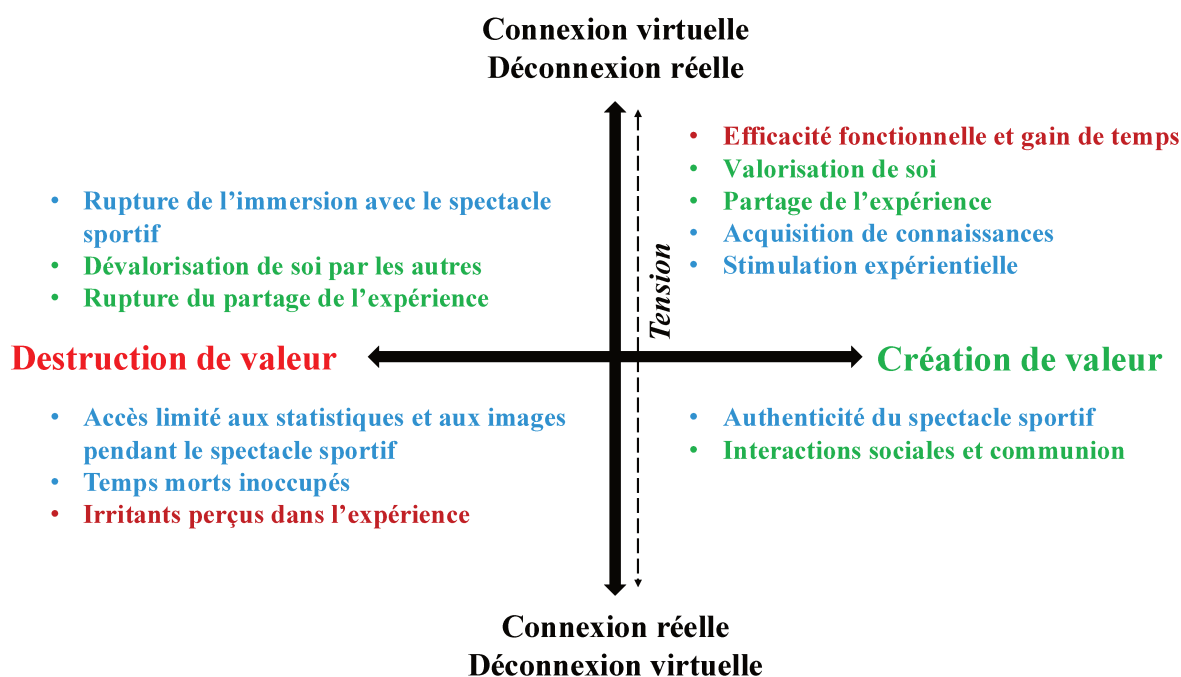 Connexion virtuelle
Déconnexion réelle
• Rupture de l’immersion avec le spectacle
sportif
• Dévalorisation de soi par les autres
• Rupture du partage de l’expérience
• Efficacité fonctionnelle et gain de temps
• Valorisation de soi
• Partage de l’expérience
• Acquisition de connaissances
• Stimulation expérientielle
Tension
Destruction de valeur
Création de valeur
• Accès limité aux statistiques et aux images
pendant le spectacle sportif
• Temps morts inoccupés
• Irritants perçus dans l’expérience
• Authenticité du spectacle sportif
• Interactions sociales et communion
Connexion réelle
Déconnexion virtuelle